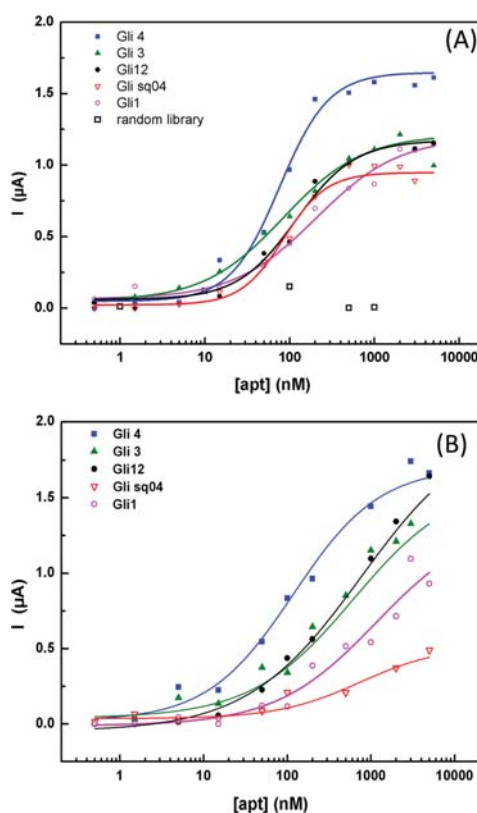 (A)
Gli 4
Gli 3
Gli12
Gli sq04
Gli1
random library
2.0
1.5
1.0
0.5
0.0
I (µA)
1 10 100 1000 10000
[apt] (nM)
(B)
Gli 4
Gli 3
Gli12
Gli sq04
Gli1
2.0
1.5
1.0
0.5
0.0
I (µA)
1 10 100 1000 10000
[apt] (nM)